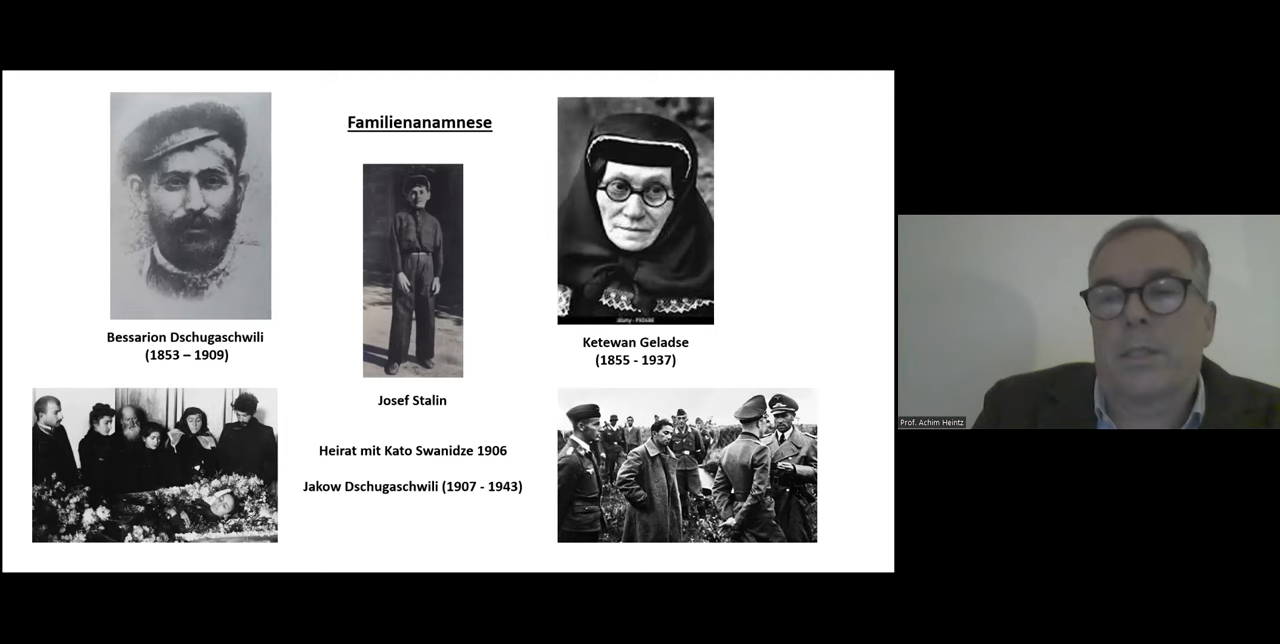 Familienanamnese
Bessarion Dschugaschwili
(1853 – 1909)
Ketewan Geladse
(1855 - 1937)
Josef Stalin
Heirat mit Kato Swanidze 1906
Jakow Dschugaschwili (1907 - 1943)
Prof. Achim Heintz